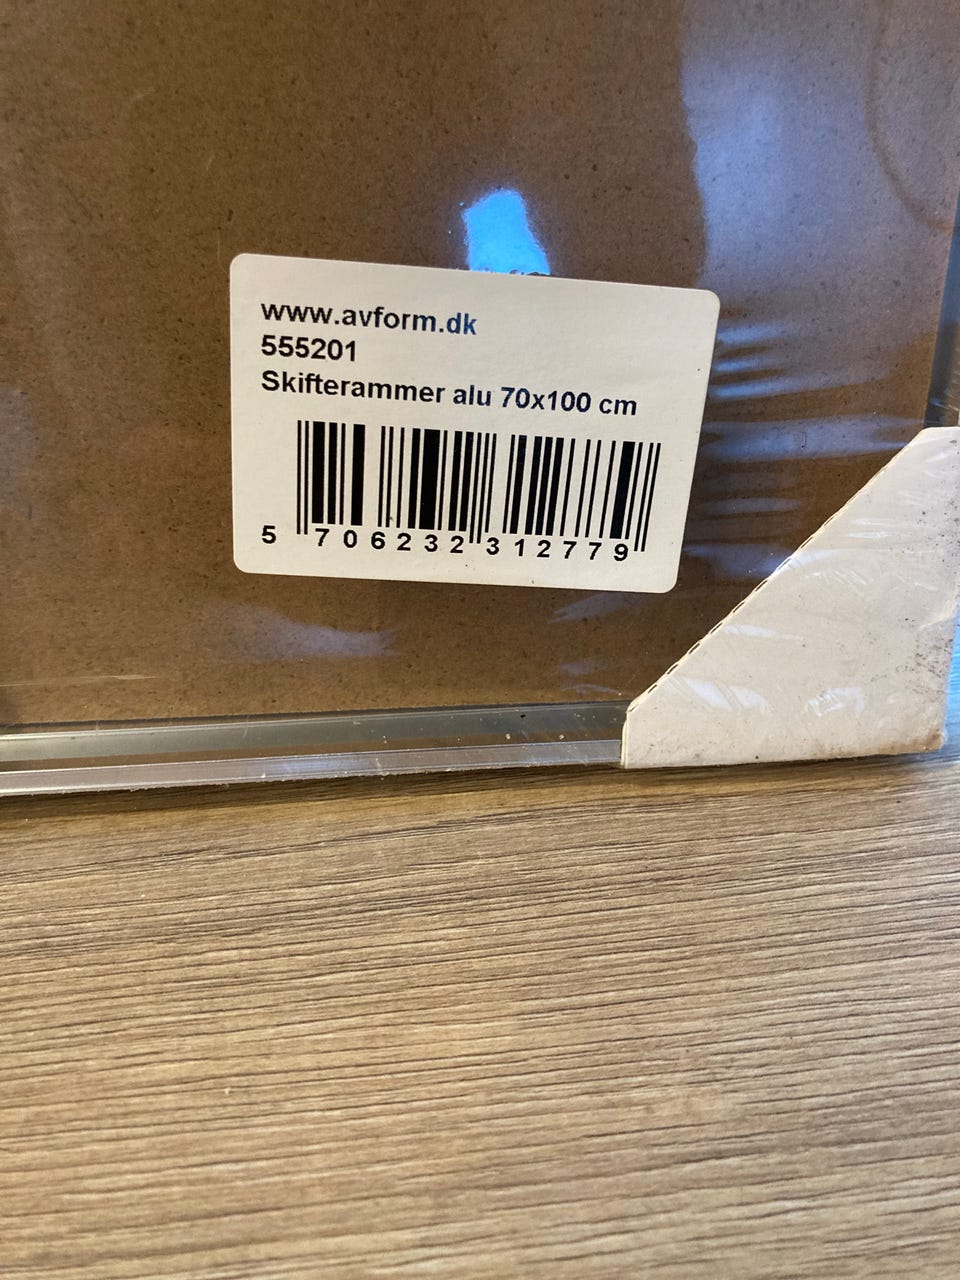 www.avform.dk
555201
Skifterammer alu 70x100 cm
5 706232 312779